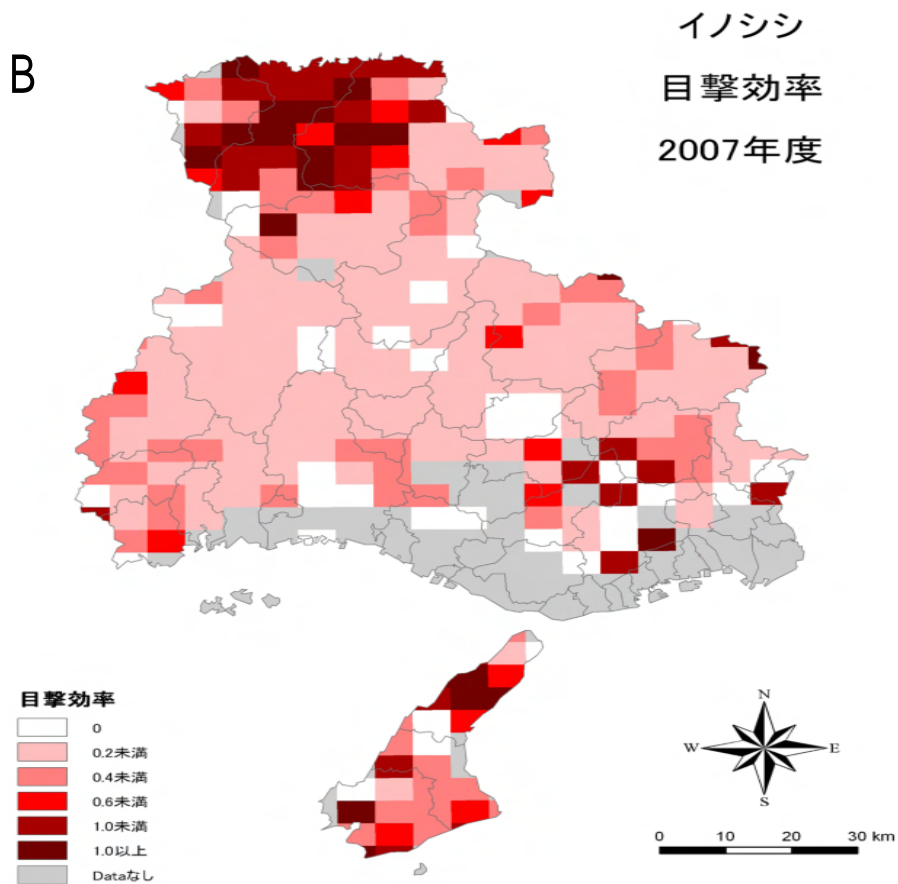 B
イノシシ
目撃効率
2007年度
目撃効率
0
0.2未満
0.4未満
0.6未満
1.0未満
1.0以上
Dataなし
N
W E
S
0 10 20 30 km